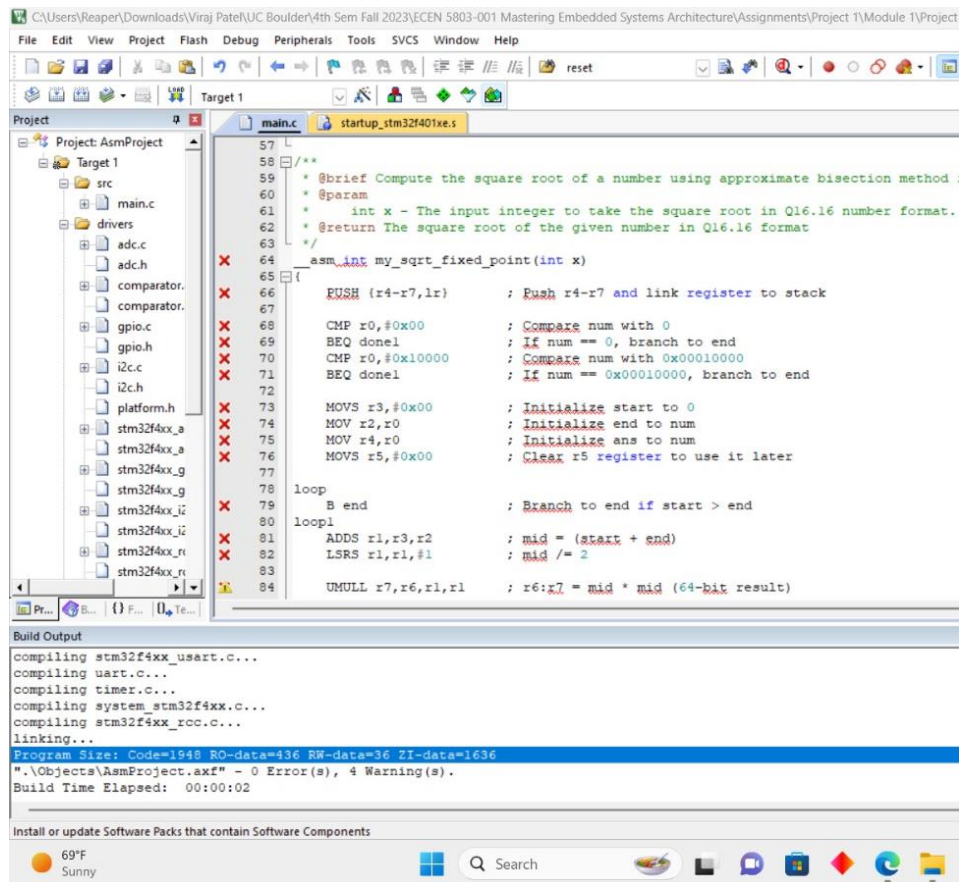 C:\Users\Reaper\Downloads\Viraj Patel\UC Boulder\4th Sem Fall 2023\ECEN 5803-001 Mastering Embedded Systems Architecture\Assignments\Project 1\Module 1\Project
File Edit View Project Flash Debug Peripherals Tools SVCS Window Help
reset
LOAD Target 1
Project
main.c startup_stm32f401xe.s
Project: AsmProject
Target 1
src
main.c
drivers
adc.c
adc.h
comparator.
comparator.
gpio.c
gpio.h
i2c.c
i2c.h
platform.h
stm32f4xx_a
stm32f4xx_a
stm32f4xx_g
stm32f4xx_g
stm32f4xx_i2
stm32f4xx_i2
stm32f4xx_rc
stm32f4xx_rc
Pr... B... {} F... Te...
57
58 /**
59 * @brief Compute the square root of a number using approximate bisection method
60 * @param
61 * int x - The input integer to take the square root in Q16.16 number format.
62 * @return The square root of the given number in Q16.16 format
63 */
64 __asm int my_sqrt_fixed_point(int x)
65 {
66 PUSH {r4-r7,lr} ; Push r4-r7 and link register to stack
67
68 CMP r0,#0x00 ; Compare num with 0
69 BEQ done1 ; If num == 0, branch to end
70 CMP r0,#0x10000 ; Compare num with 0x00010000
71 BEQ done1 ; If num == 0x00010000, branch to end
72
73 MOVS r3,#0x00 ; Initialize start to 0
74 MOV r2,r0 ; Initialize end to num
75 MOV r4,r0 ; Initialize ans to num
76 MOVS r5,#0x00 ; Clear r5 register to use it later
77
78 loop
79 B end ; Branch to end if start > end
80 loop1
81 ADDS r1,r3,r2 ; mid = (start + end)
82 LSRS r1,r1,#1 ; mid /= 2
83
84 UMULL r7,r6,r1,r1 ; r6:r7 = mid * mid (64-bit result)
Build Output
compiling stm32f4xx_usart.c...
compiling uart.c...
compiling timer.c...
compiling system_stm32f4xx.c...
compiling stm32f4xx_rcc.c...
linking...
Program Size: Code=1948 RO-data=436 RW-data=36 ZI-data=1636
".\Objects\AsmProject.axf" - 0 Error(s), 4 Warning(s).
Build Time Elapsed: 00:00:02
Install or update Software Packs that contain Software Components
69°F
Sunny
Search